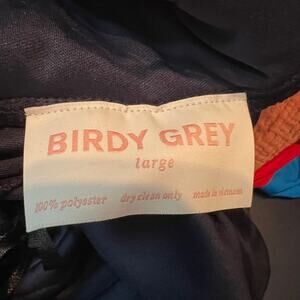 BIRDY GREY
large
100% polyester dry clean only made in vietnam